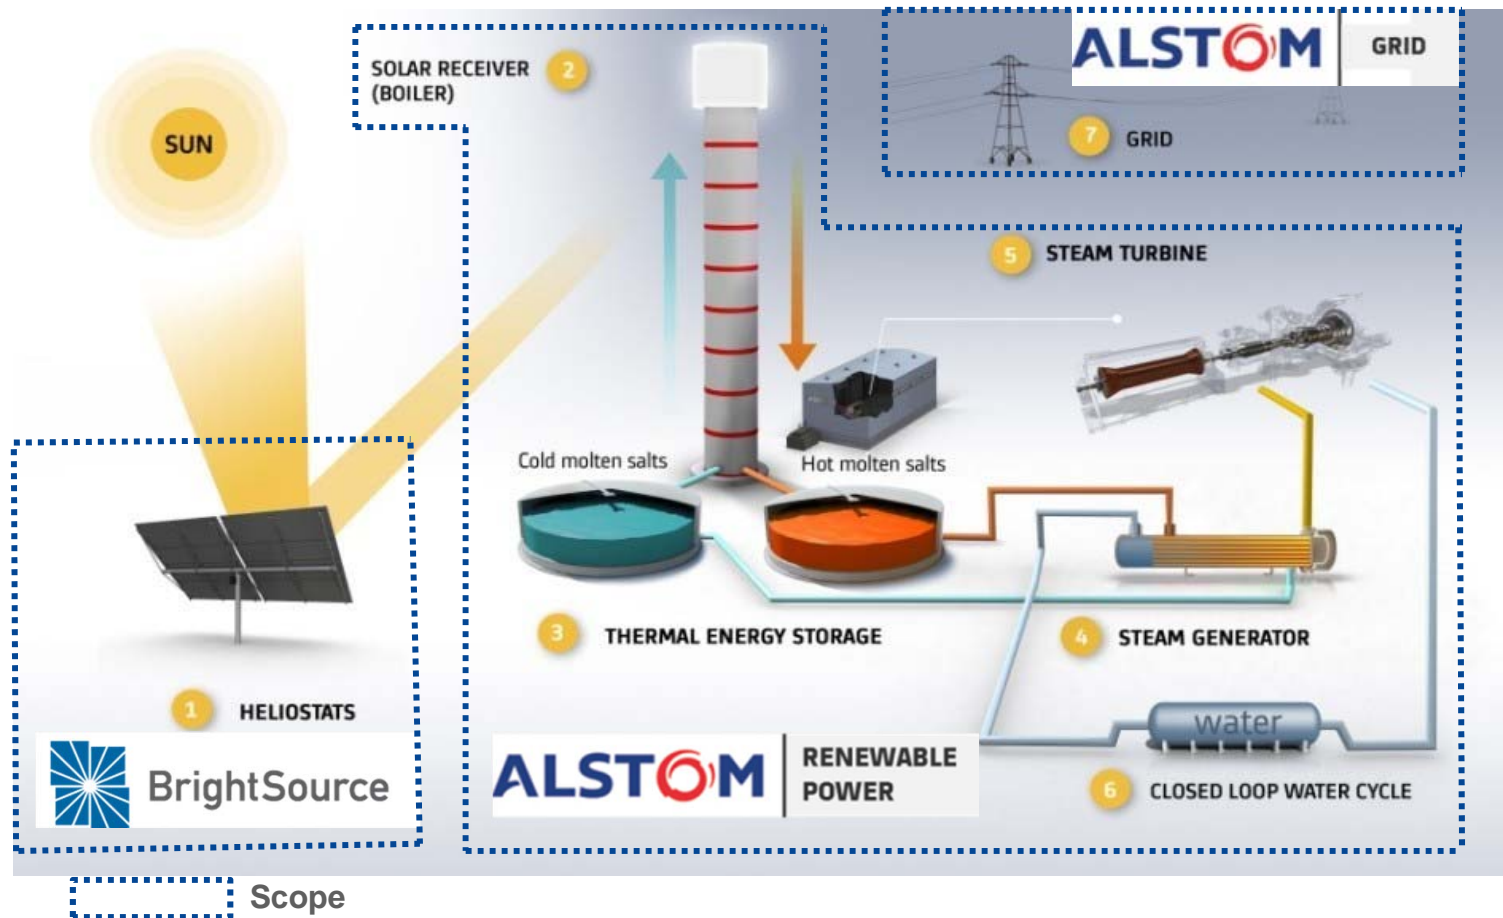 SOLAR RECEIVER
(BOILER)
2
ALSTOM
GRID
SUN
7
GRID
5
STEAM TURBINE
Cold molten salts
Hot molten salts
3
THERMAL ENERGY STORAGE
4
STEAM GENERATOR
1
HELIOSTATS
water
BrightSource
ALSTOM
RENEWABLE
POWER
6
CLOSED LOOP WATER CYCLE
Scope